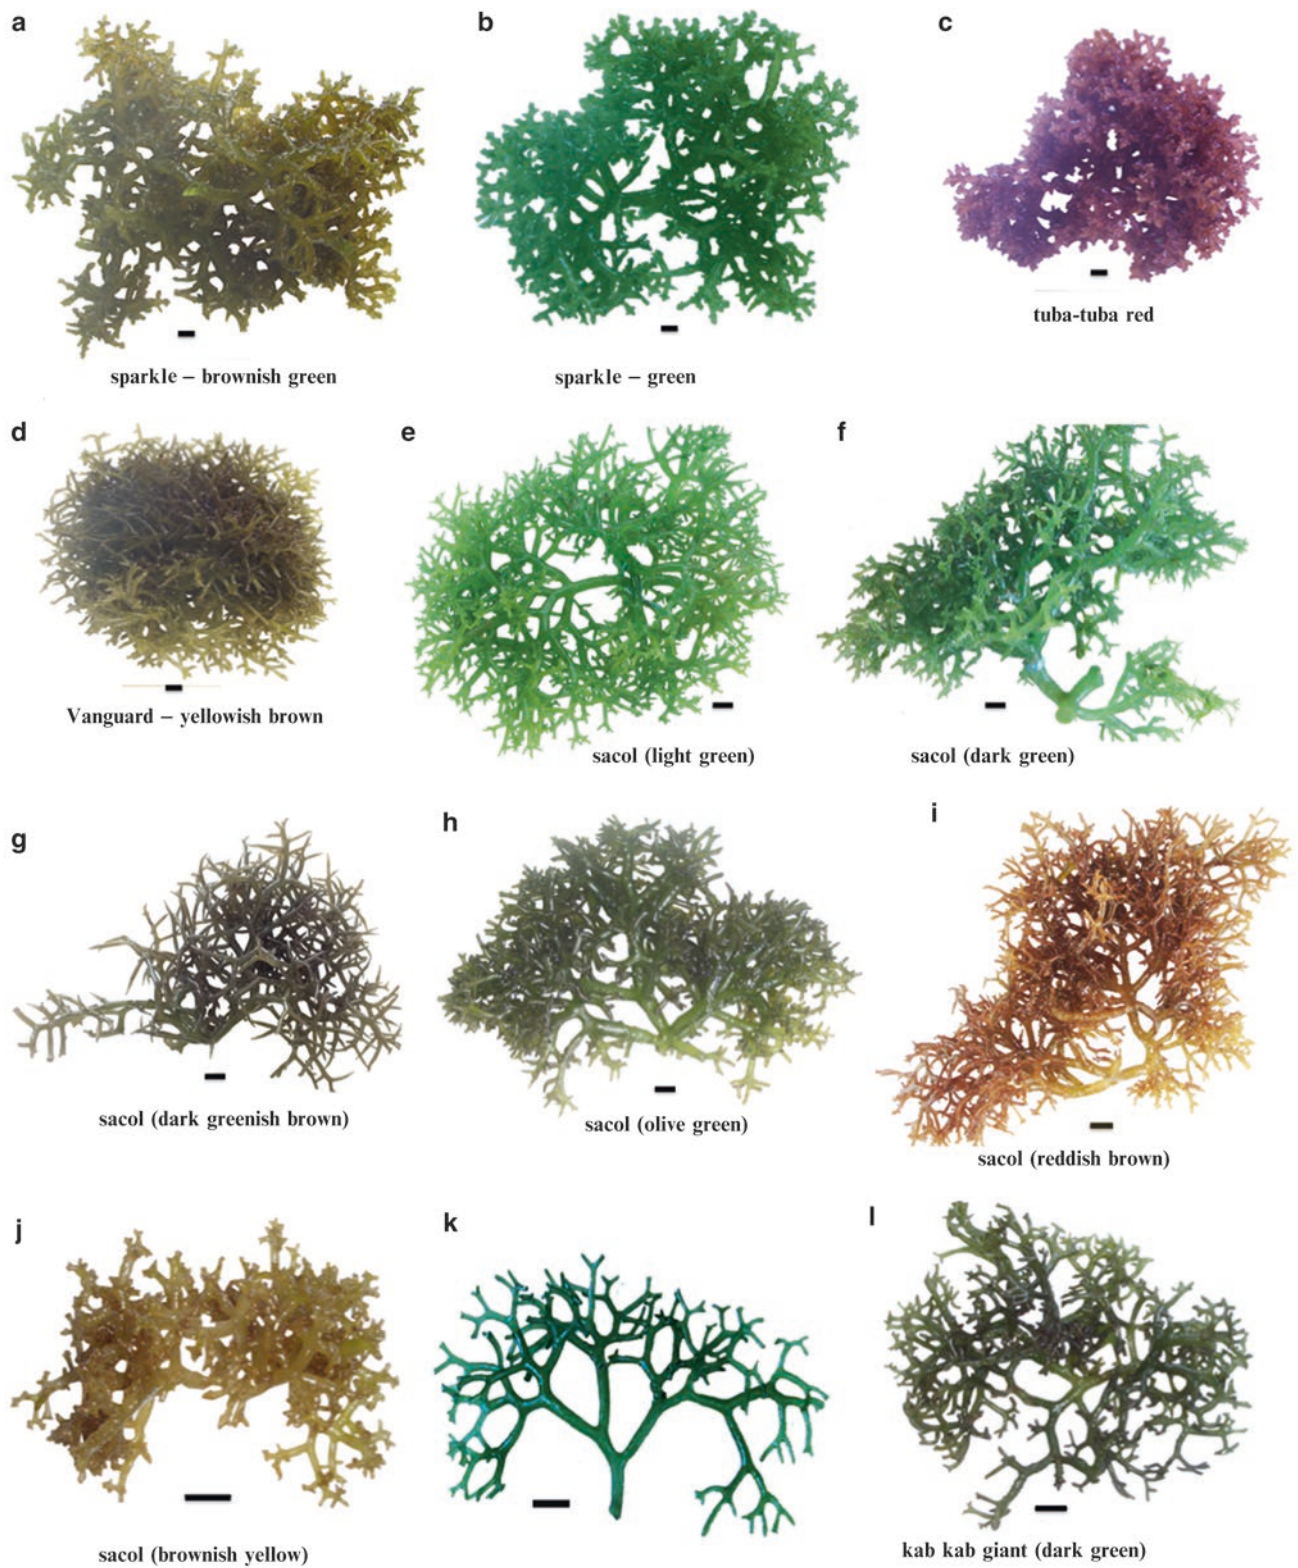 a
b
c
sparkle – brownish green
sparkle – green
tuba-tuba red
d
e
f
Vanguard – yellowish brown
sacol (light green)
sacol (dark green)
g
h
i
sacol (dark greenish brown)
sacol (olive green)
sacol (reddish brown)
j
k
l
sacol (brownish yellow)
kab kab giant (dark green)